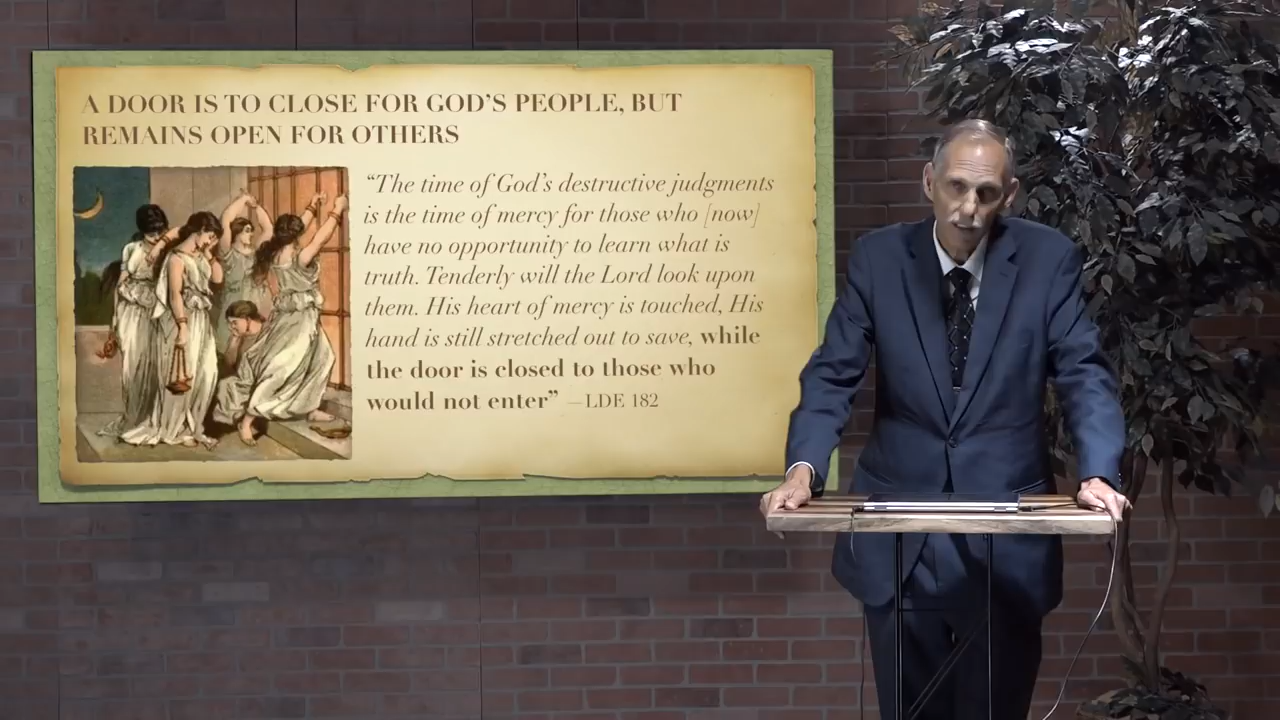 A DOOR IS TO CLOSE FOR GOD'S PEOPLE, BUT
REMAINS OPEN FOR OTHERS
“The time of God's destructive judgments
is the time of mercy for those who [now]
have no opportunity to learn what is
truth. Tenderly will the Lord look upon
them. His heart of mercy is touched, His
hand is still stretched out to save, while
the door is closed to those who
would not enter” —LDE 182